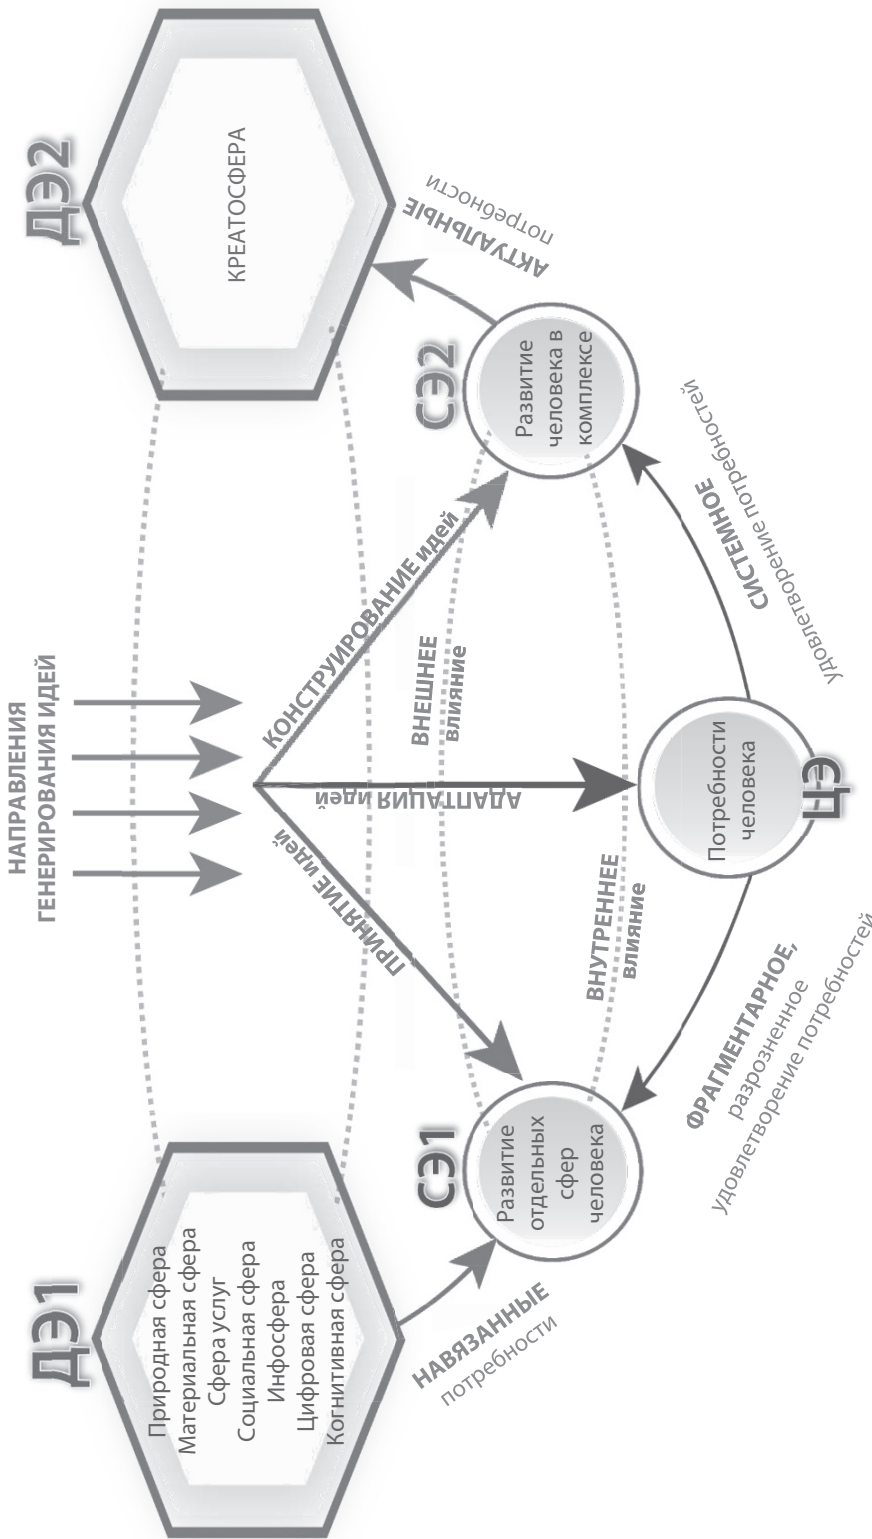 НАПРАВЛЕНИЯ
ГЕНЕРИРОВАНИЯ ИДЕЙ
ДЭ1
Природная сфера
Материальная сфера
Сфера услуг
Социальная сфера
Инфосфера
Цифровая сфера
Когнитивная сфера
ДЭ2
КРЕАТОСФЕРА
ПРИНЯТИЕ идей
АДАПТАЦИЯ идей
КОНСТРУИРОВАНИЕ идей
НАВЯЗАННЫЕ
потребности
СЭ1
Развитие
отдельных
сфер
человека
ВНЕШНЕЕ
влияние
ВНУТРЕННЕЕ
влияние
СЭ2
Развитие
человека в
комплексе
АКТУАЛЬНЫЕ
потребности
ФРАГМЕНТАРНОЕ,
разрозненное
удовлетворение потребностей
Потребности
человека
ЦЭ
СИСТЕМНОЕ
удовлетворение потребностей